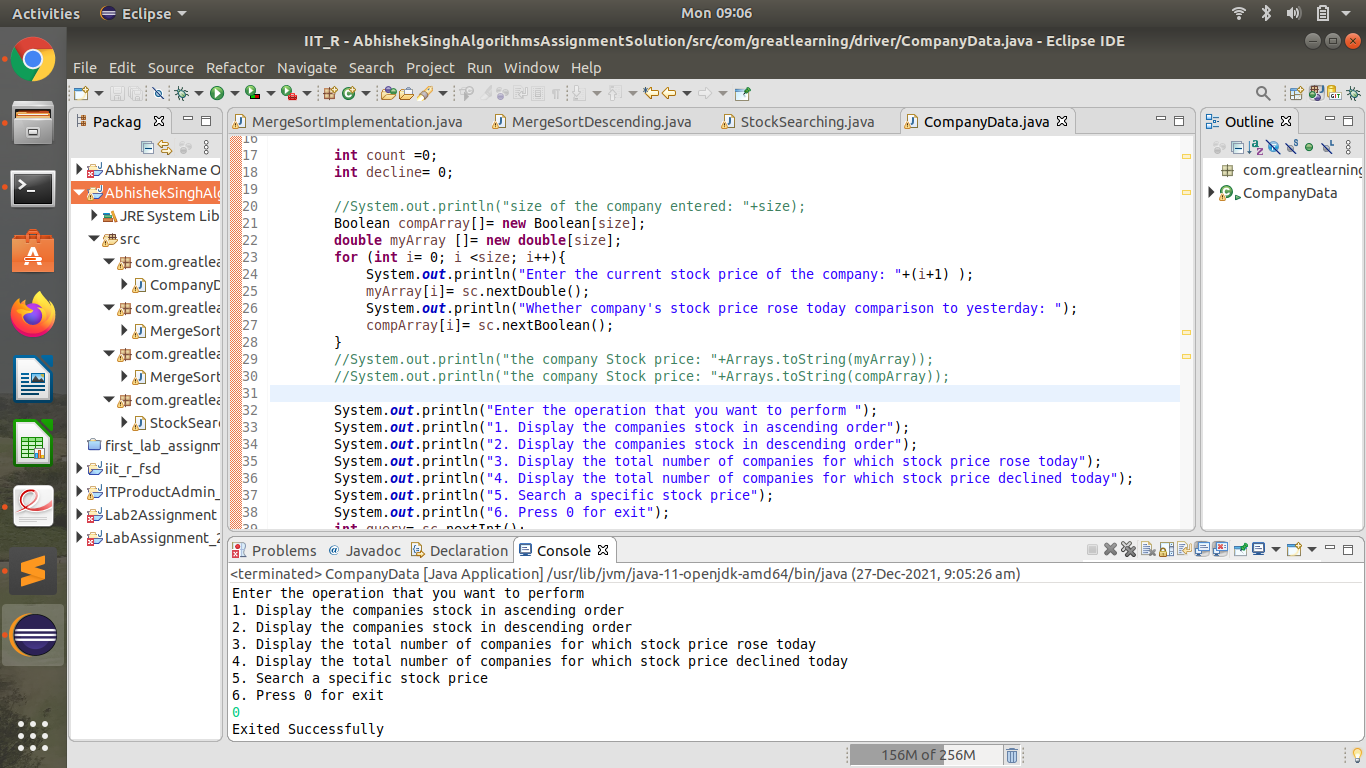 Activities
Eclipse
Mon 09:06
IIT_R - AbhishekSinghAlgorithmsAssignmentSolution/src/com/greatlearning/driver/CompanyData.java - Eclipse IDE
File Edit Source Refactor Navigate Search Project Run Window Help
Packag
AbhishekName O
AbhishekSinghAlg
JRE System Lib
src
com.greatlea
CompanyD
com.greatlea
MergeSort
com.greatlea
MergeSort
com.greatlea
StockSear
first_lab_assignm
iit_r_fsd
ITProductAdmin_
Lab2Assignment
LabAssignment_2
MergeSortImplementation.java MergeSortDescending.java StockSearching.java CompanyData.java
16
17 int count =0;
18 int decline= 0;
19
20 //System.out.println("size of the company entered: "+size);
21 Boolean compArray[]= new Boolean[size];
22 double myArray []= new double[size];
23 for (int i= 0; i <size; i++){
24 System.out.println("Enter the current stock price of the company: "+(i+1) );
25 myArray[i]= sc.nextDouble();
26 System.out.println("Whether company's stock price rose today comparison to yesterday: ");
27 compArray[i]= sc.nextBoolean();
28 }
29 //System.out.println("the company Stock price: "+Arrays.toString(myArray));
30 //System.out.println("the company Stock price: "+Arrays.toString(compArray));
31
32 System.out.println("Enter the operation that you want to perform ");
33 System.out.println("1. Display the companies stock in ascending order");
34 System.out.println("2. Display the companies stock in descending order");
35 System.out.println("3. Display the total number of companies for which stock price rose today");
36 System.out.println("4. Display the total number of companies for which stock price declined today");
37 System.out.println("5. Search a specific stock price");
38 System.out.println("6. Press 0 for exit");
39 int query= sc.nextInt();
Outline
com.greatlearning
CompanyData
Problems Javadoc Declaration Console
<terminated> CompanyData [Java Application] /usr/lib/jvm/java-11-openjdk-amd64/bin/java (27-Dec-2021, 9:05:26 am)
Enter the operation that you want to perform
1. Display the companies stock in ascending order
2. Display the companies stock in descending order
3. Display the total number of companies for which stock price rose today
4. Display the total number of companies for which stock price declined today
5. Search a specific stock price
6. Press 0 for exit
0
Exited Successfully
156M of 256M